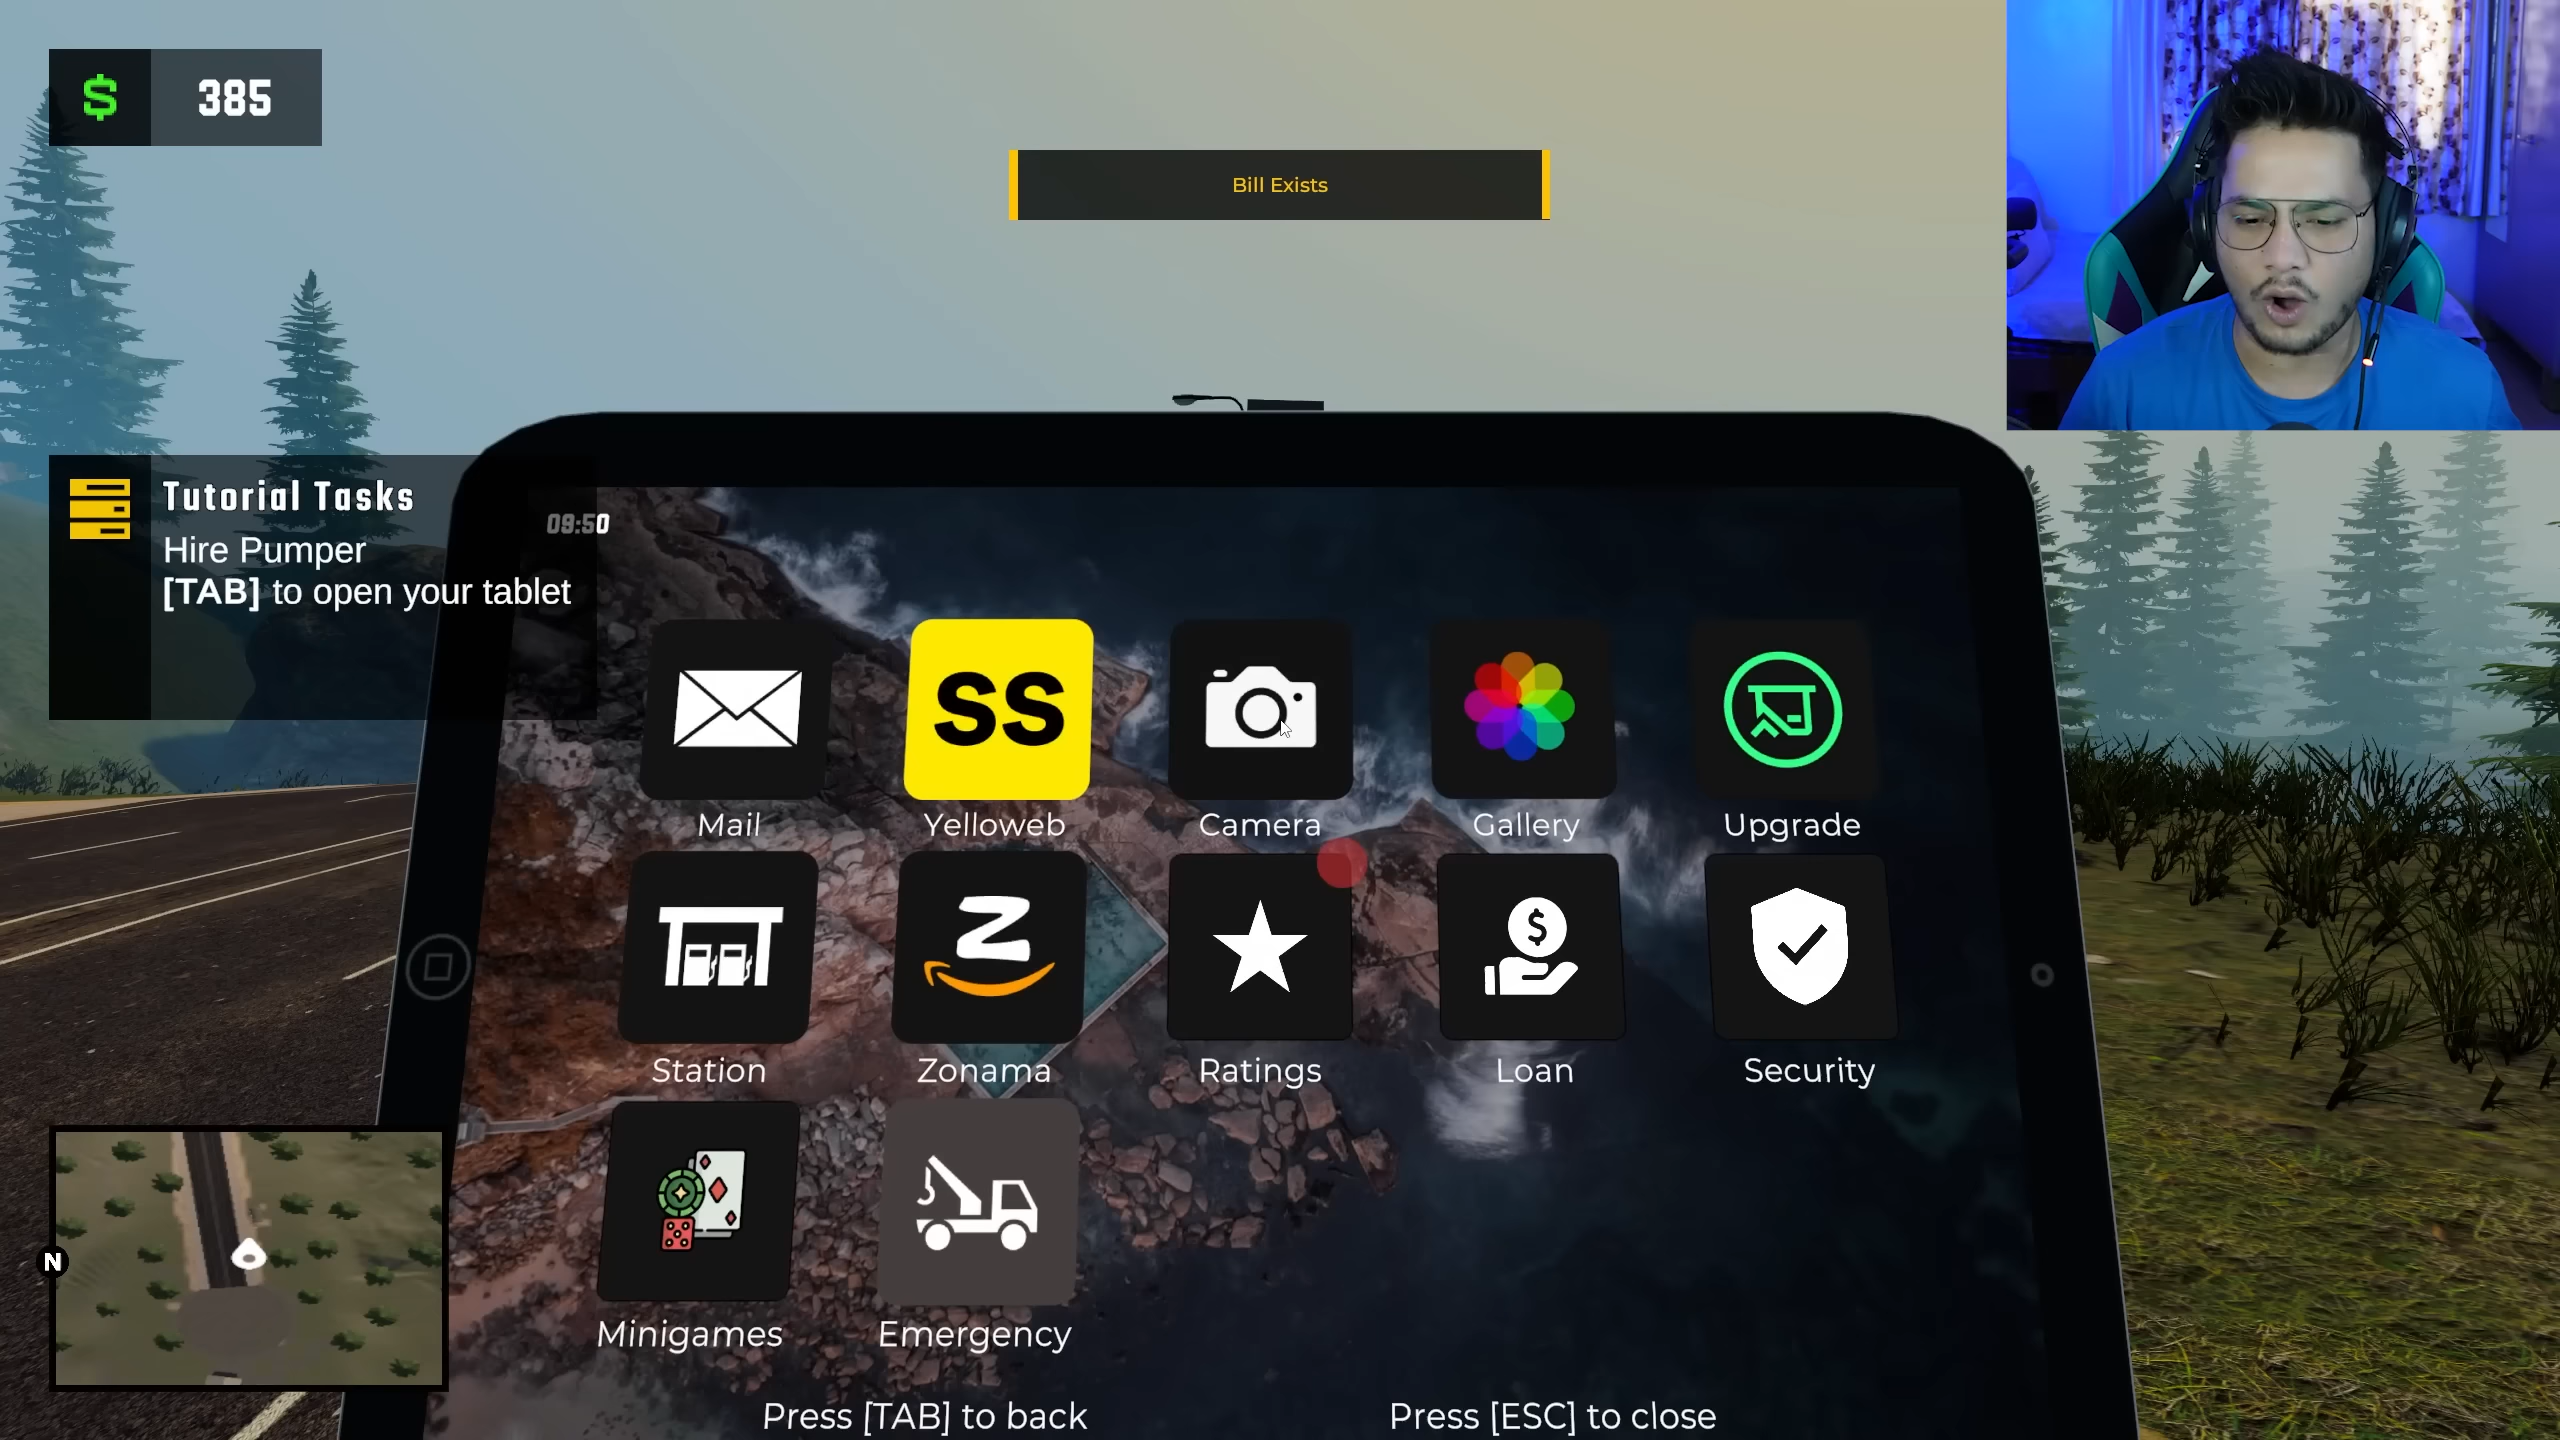 $ 385
Bill Exists
Tutorial Tasks
Hire Pumper
[TAB] to open your tablet
09:50
SS
Mail
Yelloweb
Camera
Gallery
Upgrade
Z
$
Station
Zonama
Ratings
Loan
Security
Minigames
Emergency
N
Press [TAB] to back
Press [ESC] to close